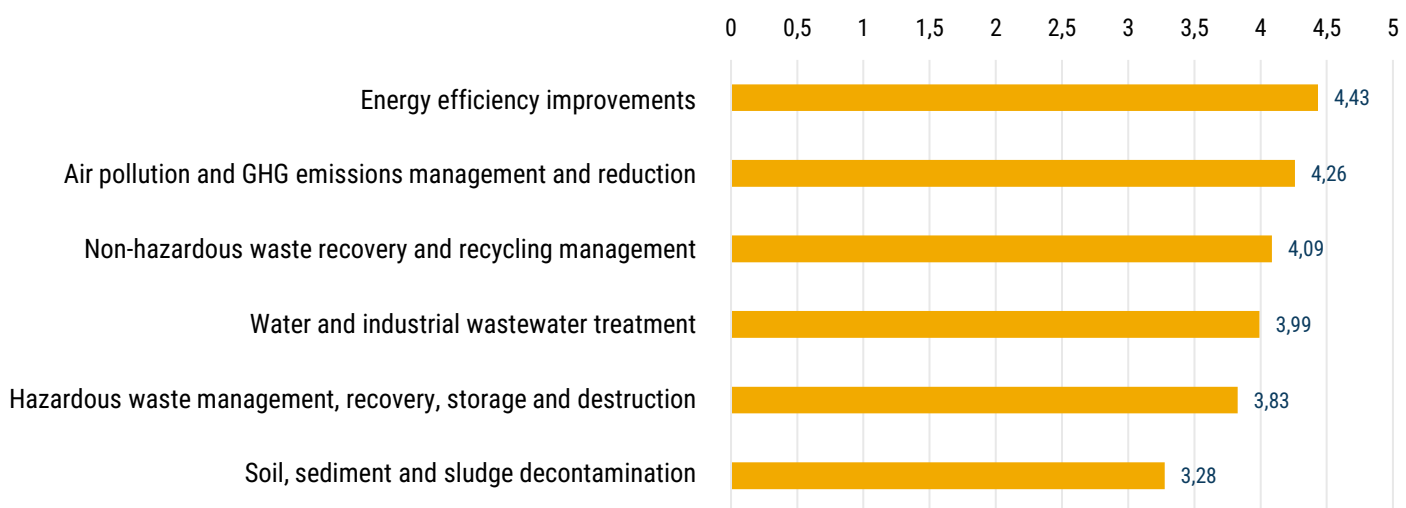 0 0,5 1 1,5 2 2,5 3 3,5 4 4,5 5
Energy efficiency improvements 4,43
Air pollution and GHG emissions management and reduction 4,26
Non-hazardous waste recovery and recycling management 4,09
Water and industrial wastewater treatment 3,99
Hazardous waste management, recovery, storage and destruction 3,83
Soil, sediment and sludge decontamination 3,28